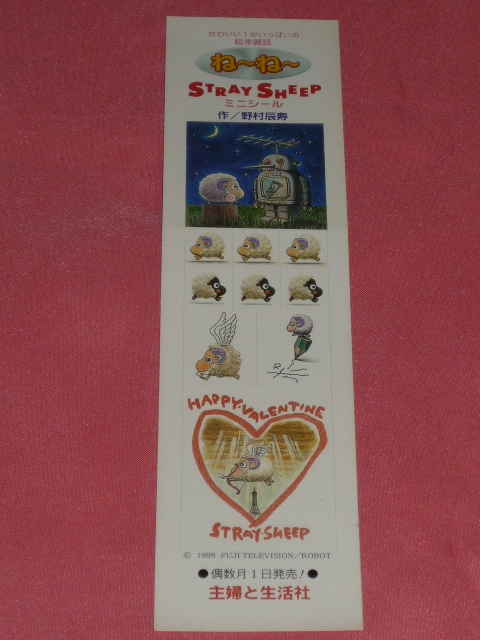 かわいい！がいっぱいの
絵本雑誌
ね〜ね〜
STRAY SHEEP
ミニシール
作／野村辰寿
HAPPY・VALENTINE
STRAY・SHEEP
© 1998 FUJI TELEVISION／ROBOT
●偶数月1日発売！●
主婦と生活社